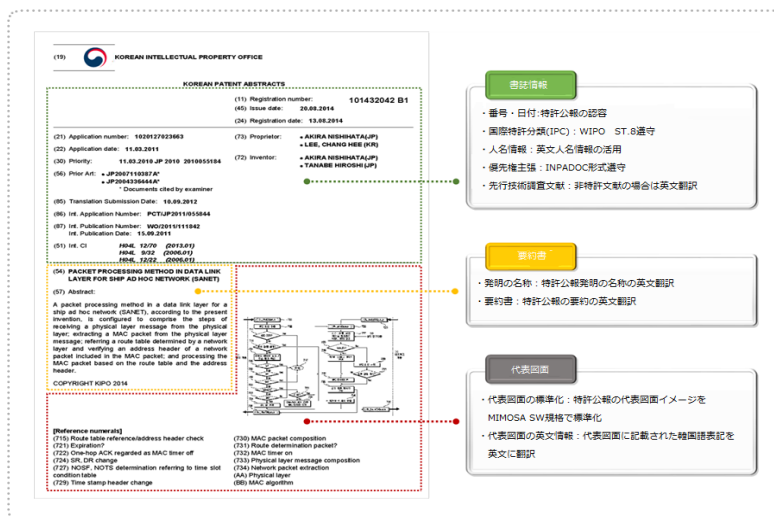 (19) KOREAN INTELLECTUAL PROPERTY OFFICE
KOREAN PATENT ABSTRACTS
(11) Registration number: 101432042 B1
(45) Issue date: 20.08.2014
(24) Registration date: 13.08.2014
(21) Application number: 1020127023663
(22) Application date: 11.03.2011
(30) Priority: 11.03.2010 JP 2010 2010055184
(56) Prior Art: JP2007110387A*
JP2004336444A*
* Documents cited by examiner
(85) Translation Submission Date: 10.09.2012
(86) Int. Application Number: PCT/JP2011/055844
(87) Int. Publication Number: WO/2011/111842
Int. Publication Date: 15.09.2011
(51) Int. CI H04L 12/70 (2013.01)
H04L 9/32 (2006.01)
H04L 12/22 (2006.01)
(73) Proprietor: AKIRA NISHIHATA(JP)
LEE, CHANG HEE (KR)
(72) Inventor: AKIRA NISHIHATA(JP)
TANABE HIROSHI(JP)
(54) PACKET PROCESSING METHOD IN DATA LINK
LAYER FOR SHIP AD HOC NETWORK (SANET)
(57) Abstract:
A packet processing method in a data link layer for a
ship ad hoc network (SANET), according to the present
invention, is configured to comprise the steps of
receiving a physical layer message from the physical
layer; extracting a MAC packet from the physical layer
message; referring a route table determined by a network
layer and verifying an address header of a network
packet included in the MAC packet; and processing the
MAC packet based on the route table and the address
header.
COPYRIGHT KIPO 2014
[Reference numerals]
(715) Route table reference/address header check
(721) Expiration?
(722) One-hop ACK regarded as MAC timer off
(724) SR, DR change
(727) NOSF, NOTS determination referring to time slot
condition table
(729) Time stamp header change
(730) MAC packet composition
(731) Route determination packet?
(732) MAC timer on
(733) Physical layer message composition
(734) Network packet extraction
(AA) Physical layer
(BB) MAC algorithm
書誌情報
・番号・日付:特許公報の認容
・国際特許分類(IPC)：WIPO ST.8遵守
・人名情報：英文人名情報の活用
・優先権主張：INPADOC形式遵守
・先行技術調査文献：非特許文献の場合は英文翻訳
要約書
・発明の名称：特許公報発明の名称の英文翻訳
・要約書：特許公報の要約の英文翻訳
代表図面
・代表図面の標準化：特許公報の代表図面イメージを
MIMOSA SW規格で標準化
・代表図面の英文情報：代表図面に記載された韓国語表記を
英文に翻訳